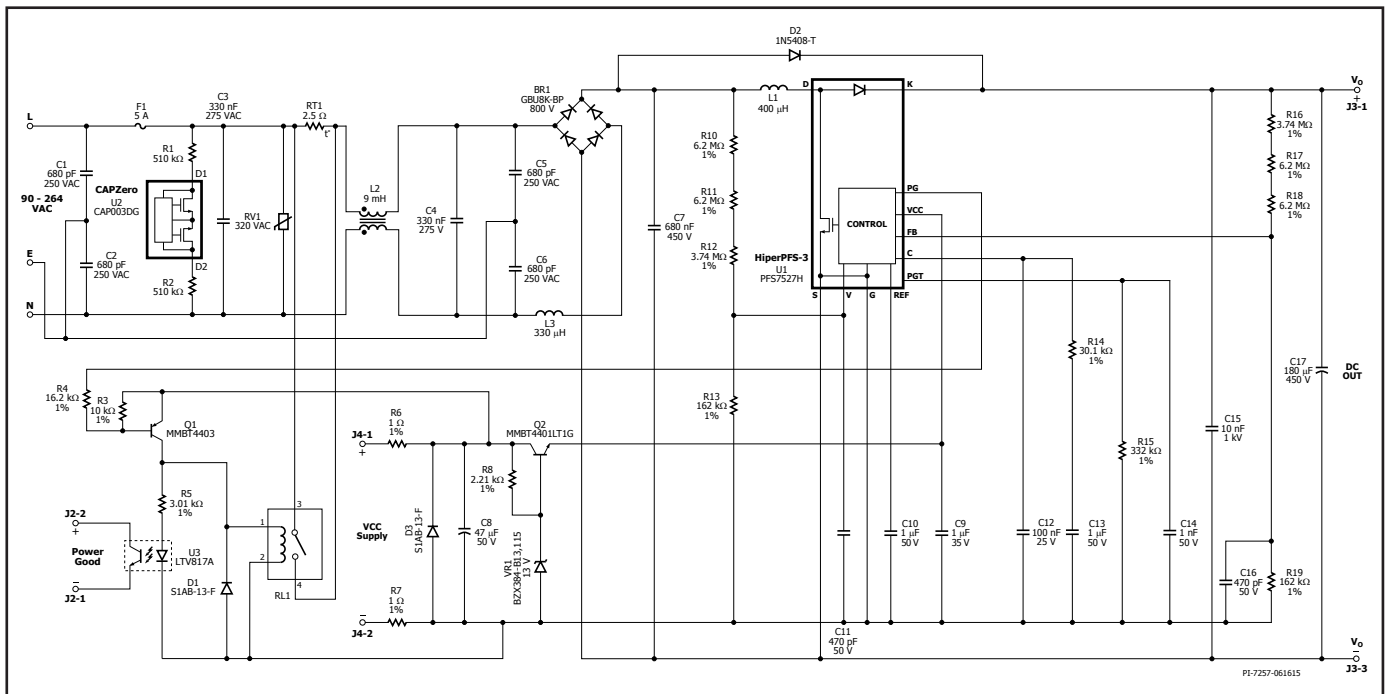 D2
1N5408-T
BR1
GBU8K-BP
800 V
L1
400 µH
D
K
VO
+
J3-1
L
F1
5 A
C3
330 nF
275 VAC
RT1
2.5 Ω
t°
R1
510 kΩ
C1
680 pF
250 VAC
CAPZero
U2
CAP003DG
D1
D2
90 - 264
VAC
RV1
320 VAC
L2
9 mH
C4
330 nF
275 V
C5
680 pF
250 VAC
C2
680 pF
250 VAC
E
R2
510 kΩ
C6
680 pF
250 VAC
N
L3
330 µH
C7
680 nF
450 V
R10
6.2 MΩ
1%
R11
6.2 MΩ
1%
R12
3.74 MΩ
1%
CONTROL
HiperPFS-3
U1
PFS7527H
PG
VCC
FB
C
PGT
S
V
G
REF
R16
3.74 MΩ
1%
R17
6.2 MΩ
1%
R18
6.2 MΩ
1%
R14
30.1 kΩ
1%
C17
180 µF
450 V
DC
OUT
R4
16.2 kΩ
1%
R3
10 kΩ
1%
Q1
MMBT4403
R6
1 Ω
1%
J4-1
+
Q2
MMBT4401LT1G
R13
162 kΩ
1%
C15
10 nF
1 kV
R15
332 kΩ
1%
R8
2.21 kΩ
1%
R5
3.01 kΩ
1%
J2-2
+
Power
Good
U3
LTV817A
J2-1
D1
S1AB-13-F
1
2
3
4
RL1
VCC
Supply
D3
S1AB-13-F
C8
47 µF
50 V
VR1
BZX384-B13,115
13 V
C10
1 µF
50 V
C9
1 µF
35 V
C12
100 nF
25 V
C13
1 µF
50 V
C14
1 nF
50 V
C16
470 pF
50 V
R19
162 kΩ
1%
R7
1 Ω
1%
J4-2
C11
470 pF
50 V
VO
J3-3
PI-7257-061615